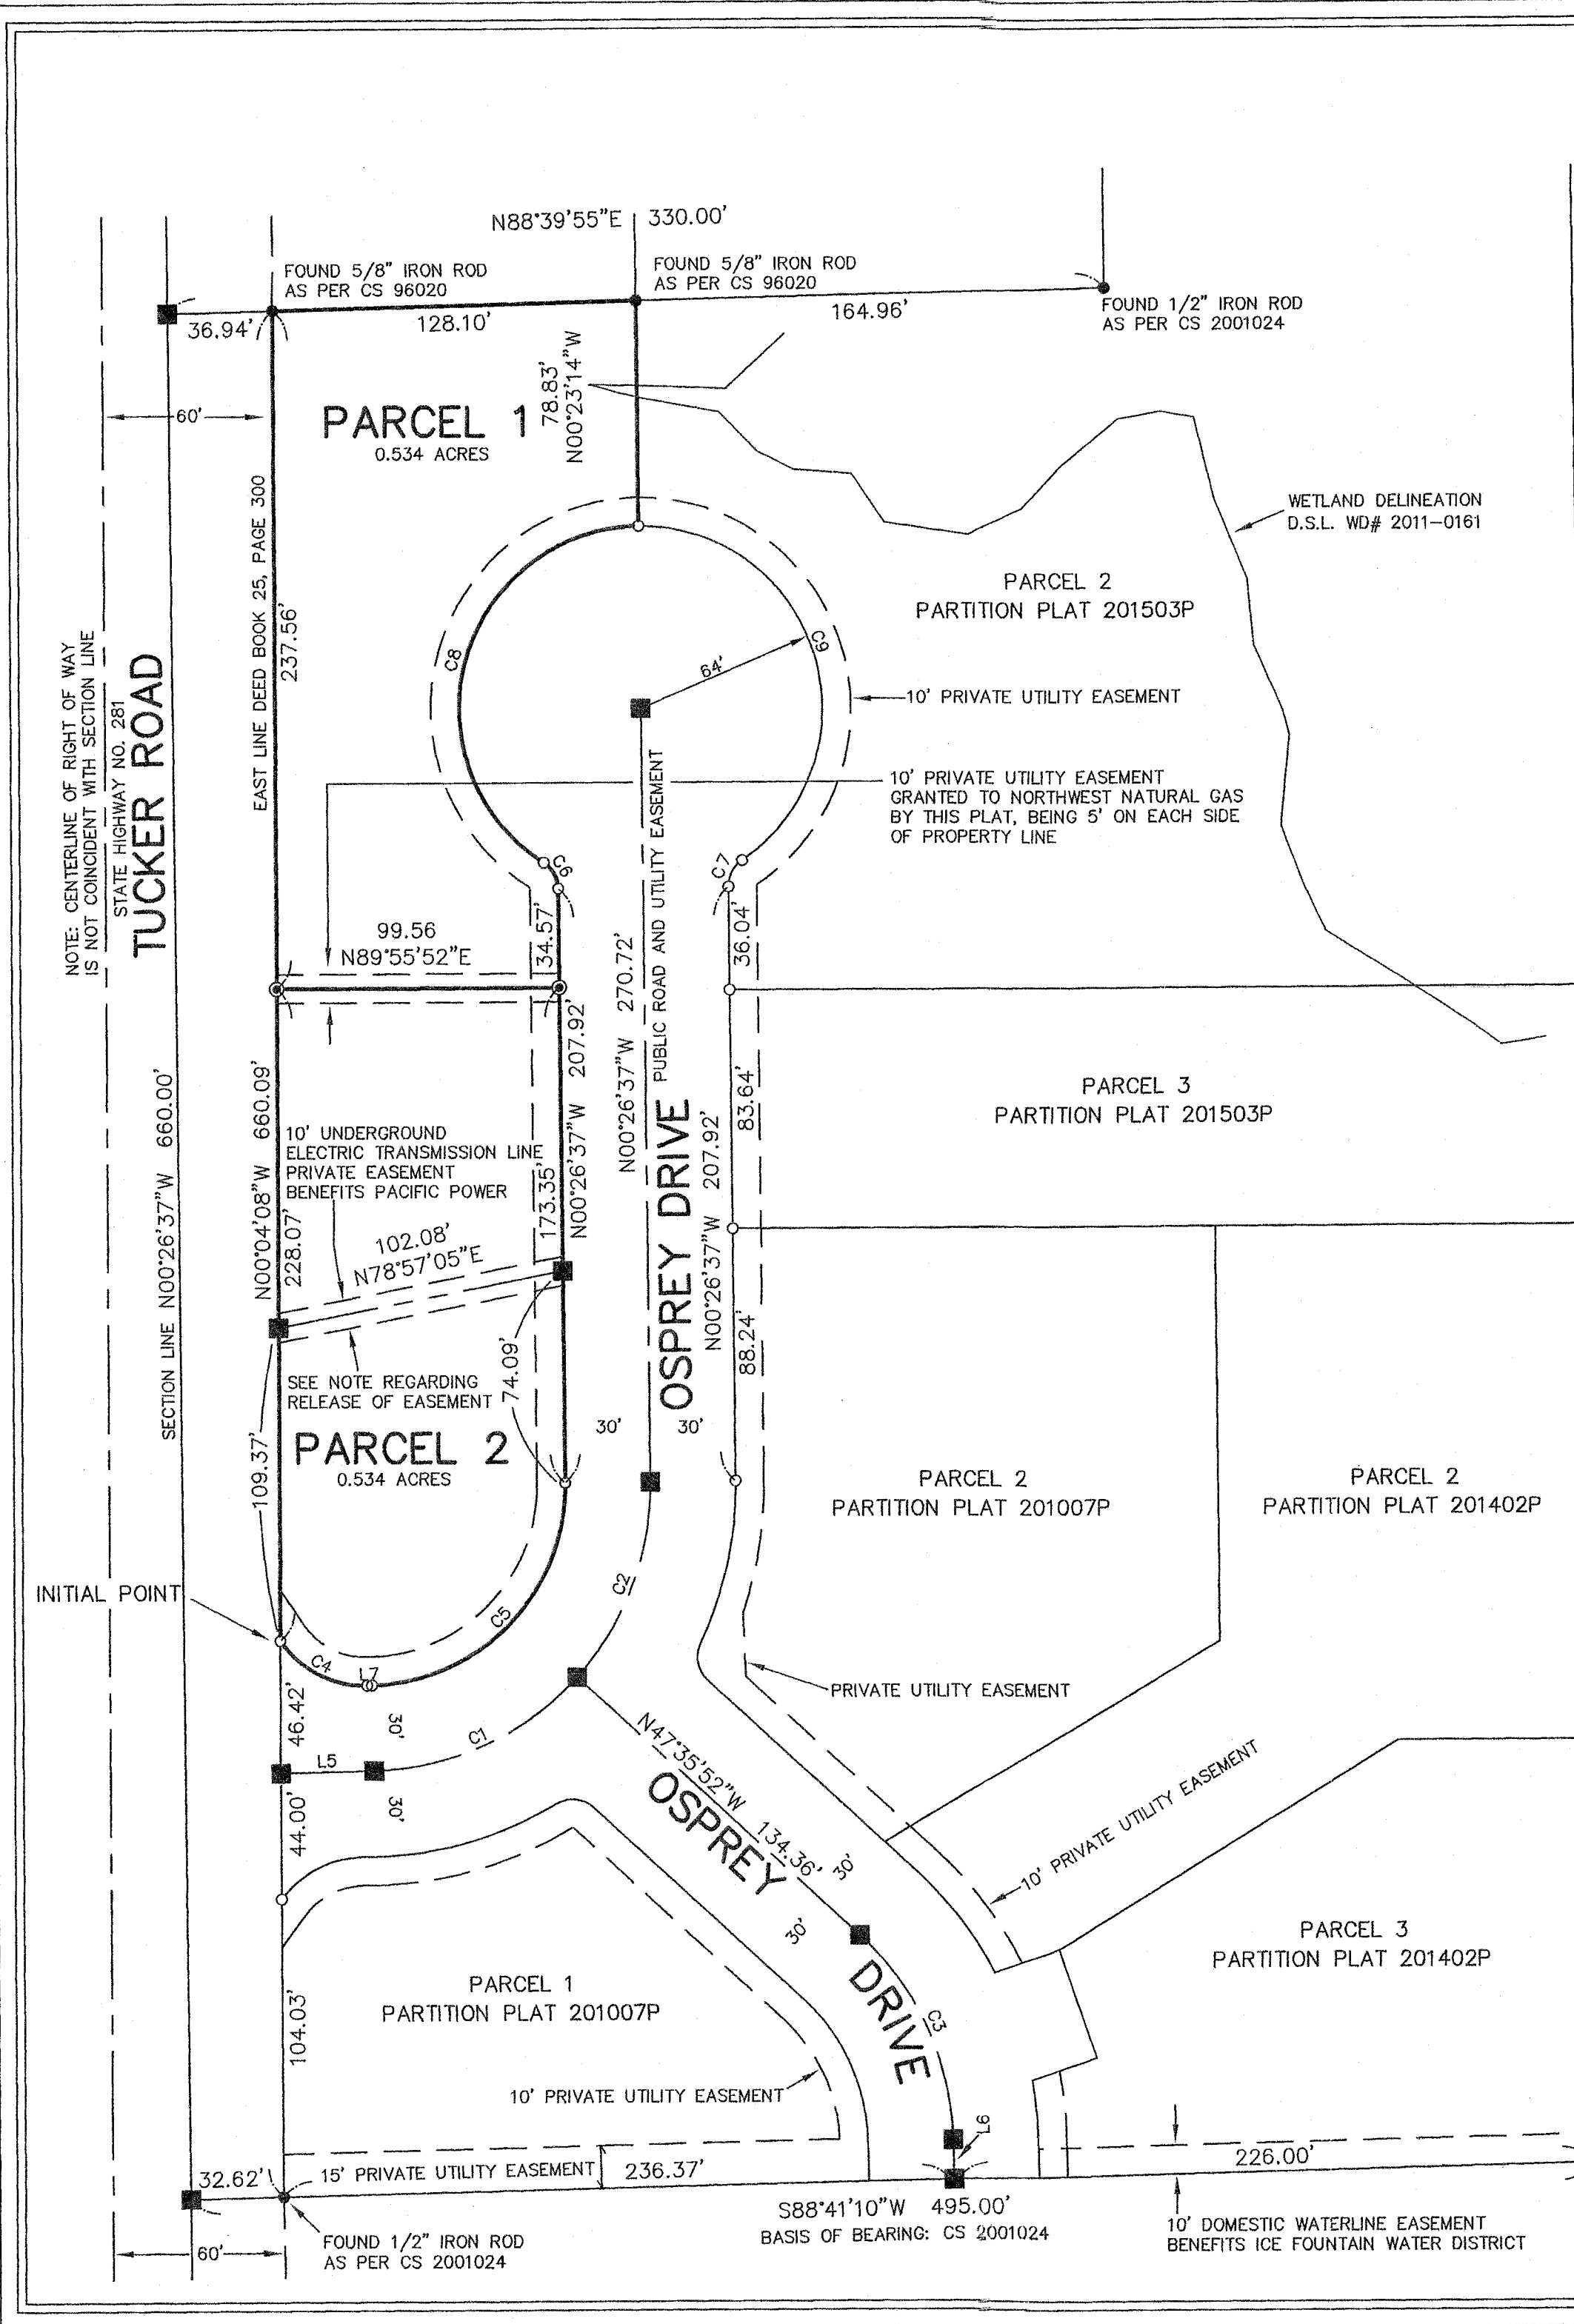 N88°39'55"E 330.00'
FOUND 5/8" IRON ROD
AS PER CS 96020
FOUND 5/8" IRON ROD
AS PER CS 96020
36.94'
128.10'
164.96'
FOUND 1/2" IRON ROD
AS PER CS 2001024
60'
PARCEL 1
0.534 ACRES
78.83'
N00°23'14"W
WETLAND DELINEATION
D.S.L. WD# 2011-0161
EAST LINE DEED BOOK 25, PAGE 300
237.56'
PARCEL 2
PARTITION PLAT 201503P
C8
C9
64'
NOTE: CENTERLINE OF RIGHT OF WAY
IS NOT COINCIDENT WITH SECTION LINE
STATE HIGHWAY NO. 281
TUCKER ROAD
10' PRIVATE UTILITY EASEMENT
10' PRIVATE UTILITY EASEMENT
GRANTED TO NORTHWEST NATURAL GAS
BY THIS PLAT, BEING 5' ON EACH SIDE
OF PROPERTY LINE
C6
C7
99.56
N89°55'52"E
34.57'
36.04'
N00°26'37"W 270.72'
PUBLIC ROAD AND UTILITY EASEMENT
SECTION LINE N00°26'37"W 660.00'
N00°04'08"W 660.09'
228.07'
10' UNDERGROUND
ELECTRIC TRANSMISSION LINE
PRIVATE EASEMENT
BENEFITS PACIFIC POWER
173.35'
N00°26'37"W 207.92'
OSPREY DRIVE
N00°26'37"W 207.92'
83.64'
PARCEL 3
PARTITION PLAT 201503P
102.08'
N78°57'05"E
88.24'
SEE NOTE REGARDING
RELEASE OF EASEMENT
74.09'
109.37'
PARCEL 2
0.534 ACRES
30' 30'
PARCEL 2
PARTITION PLAT 201007P
PARCEL 2
PARTITION PLAT 201402P
INITIAL POINT
C2
C5
C4
L7
PRIVATE UTILITY EASEMENT
46.42'
30'
C1
L5
N47°35'52"W 134.36'
OSPREY DRIVE
44.00'
30'
30'
30'
10' PRIVATE UTILITY EASEMENT
PARCEL 3
PARTITION PLAT 201402P
PARCEL 1
PARTITION PLAT 201007P
104.03'
C3
10' PRIVATE UTILITY EASEMENT
L6
32.62'
15' PRIVATE UTILITY EASEMENT
236.37'
226.00'
S88°41'10"W 495.00'
BASIS OF BEARING: CS 2001024
10' DOMESTIC WATERLINE EASEMENT
BENEFITS ICE FOUNTAIN WATER DISTRICT
60'
FOUND 1/2" IRON ROD
AS PER CS 2001024